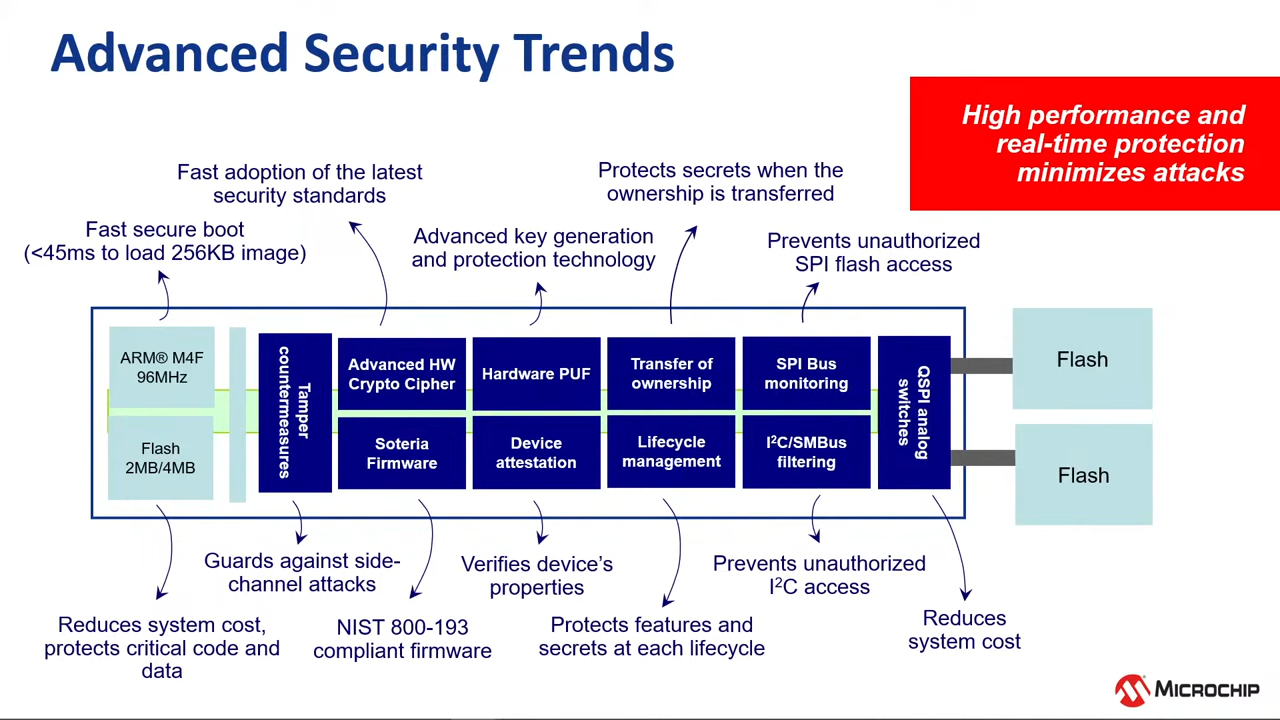 Advanced Security Trends
High performance and
real-time protection
minimizes attacks
Fast adoption of the latest
security standards
Protects secrets when the
ownership is transferred
Fast secure boot
(<45ms to load 256KB image)
Advanced key generation
and protection technology
Prevents unauthorized
SPI flash access
ARM® M4F
96MHz
Flash
2MB/4MB
Tamper
countermeasures
Advanced HW
Crypto Cipher
Soteria
Firmware
Hardware PUF
Device
attestation
Transfer of
ownership
Lifecycle
management
SPI Bus
monitoring
I²C/SMBus
filtering
QSPI analog
switches
Flash
Flash
Guards against side-
channel attacks
Verifies device’s
properties
Prevents unauthorized
I²C access
Reduces system cost,
protects critical code and
data
NIST 800-193
compliant firmware
Protects features and
secrets at each lifecycle
Reduces
system cost
MICROCHIP